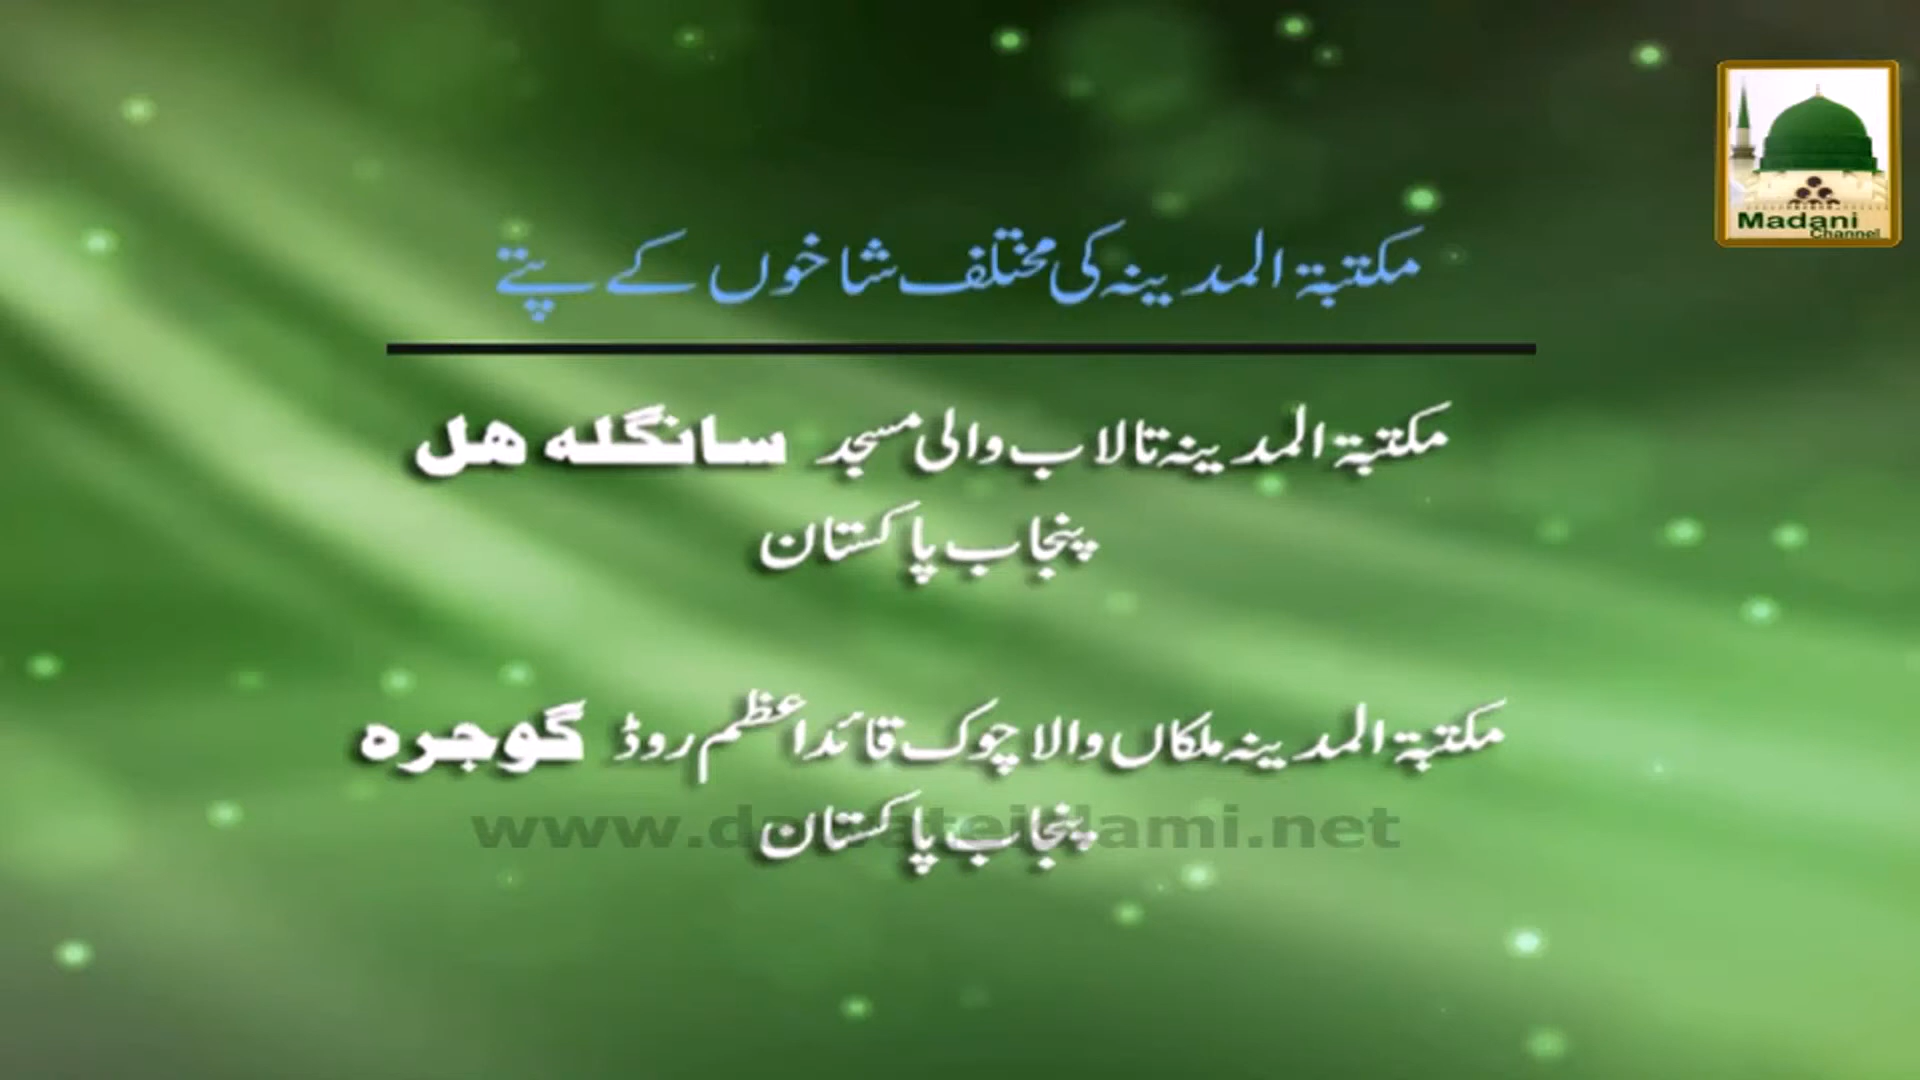 Madani
Channel
مکتبۃ المدینہ کی مختلف شاخوں کے پتے
مکتبۃ المدینہ تالاب والی مسجد سانگلہ ھل
پنجاب پاکستان
مکتبۃ المدینہ ملکاں والا چوک قائداعظم روڈ گوجرہ
پنجاب پاکستان
www.dawateislami.net